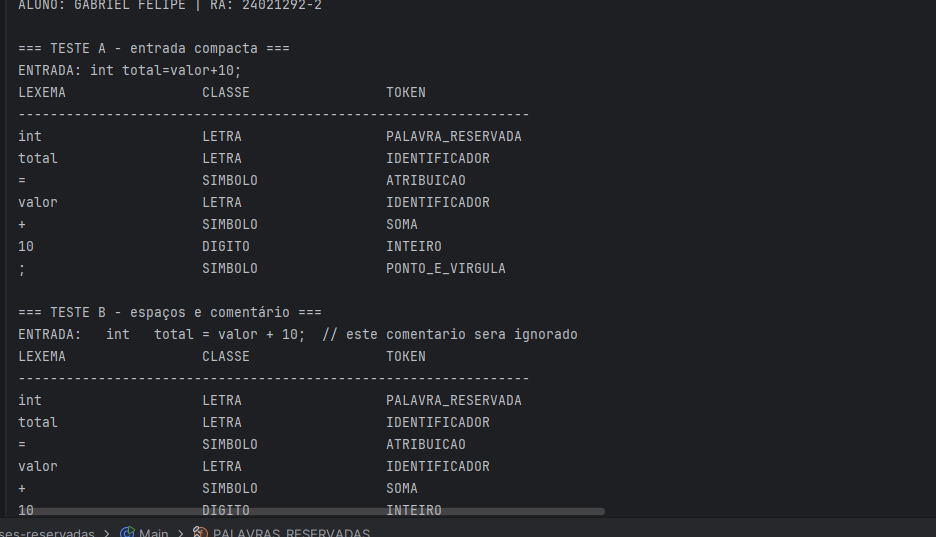 ALUNO: GABRIEL FELIPE | RA: 24021292-2
=== TESTE A - entrada compacta ===
ENTRADA: int total=valor+10;
LEXEMA CLASSE TOKEN
----------------------------------------------------------------
int LETRA PALAVRA_RESERVADA
total LETRA IDENTIFICADOR
= SIMBOLO ATRIBUICAO
valor LETRA IDENTIFICADOR
+ SIMBOLO SOMA
10 DIGITO INTEIRO
; SIMBOLO PONTO_E_VIRGULA
=== TESTE B - espaços e comentário ===
ENTRADA:   int   total = valor + 10;  // este comentario sera ignorado
LEXEMA CLASSE TOKEN
----------------------------------------------------------------
int LETRA PALAVRA_RESERVADA
total LETRA IDENTIFICADOR
= SIMBOLO ATRIBUICAO
valor LETRA IDENTIFICADOR
+ SIMBOLO SOMA
10 DIGITO INTEIRO
ses-reservadas > Main > PALAVRAS_RESERVADAS